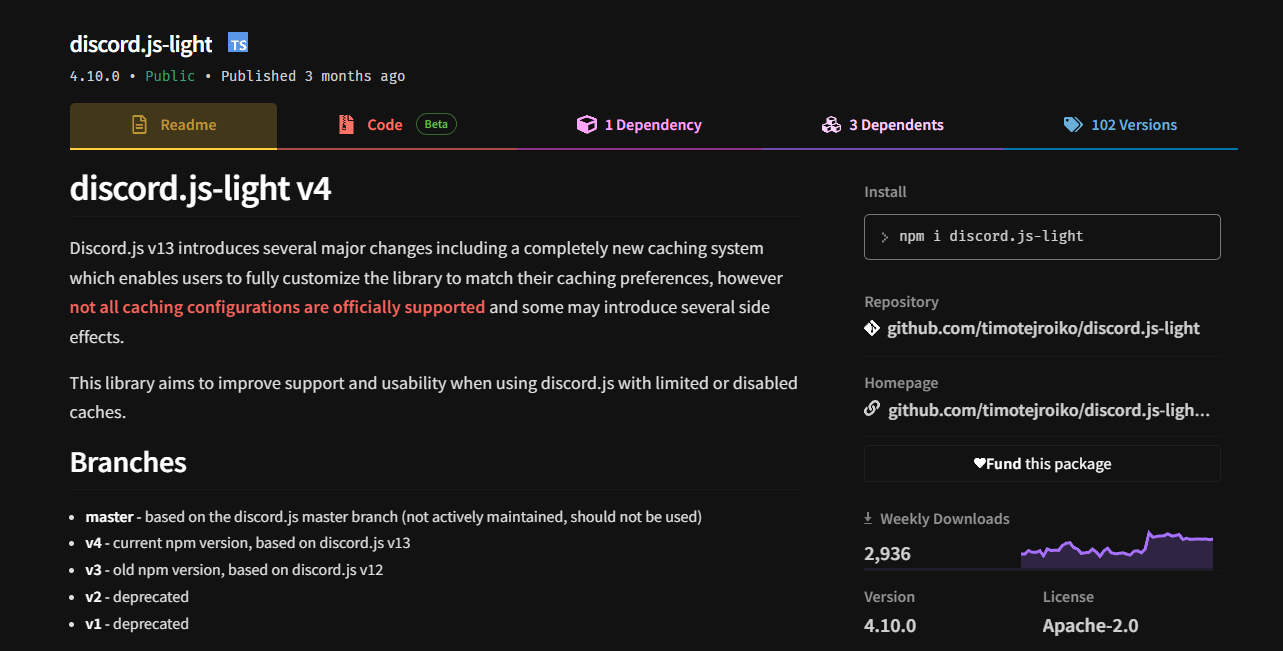 discord.js-light TS
4.10.0 • Public • Published 3 months ago
Readme
Code Beta
1 Dependency
3 Dependents
102 Versions
discord.js-light v4
Discord.js v13 introduces several major changes including a completely new caching system
which enables users to fully customize the library to match their caching preferences, however
not all caching configurations are officially supported and some may introduce several side
effects.
This library aims to improve support and usability when using discord.js with limited or disabled
caches.
Branches
• master - based on the discord.js master branch (not actively maintained, should not be used)
• v4 - current npm version, based on discord.js v13
• v3 - old npm version, based on discord.js v12
• v2 - deprecated
• v1 - deprecated
Install
> npm i discord.js-light
Repository
github.com/timotejroiko/discord.js-light
Homepage
github.com/timotejroiko/discord.js-ligh...
Fund this package
Weekly Downloads
2,936
Version
4.10.0
License
Apache-2.0